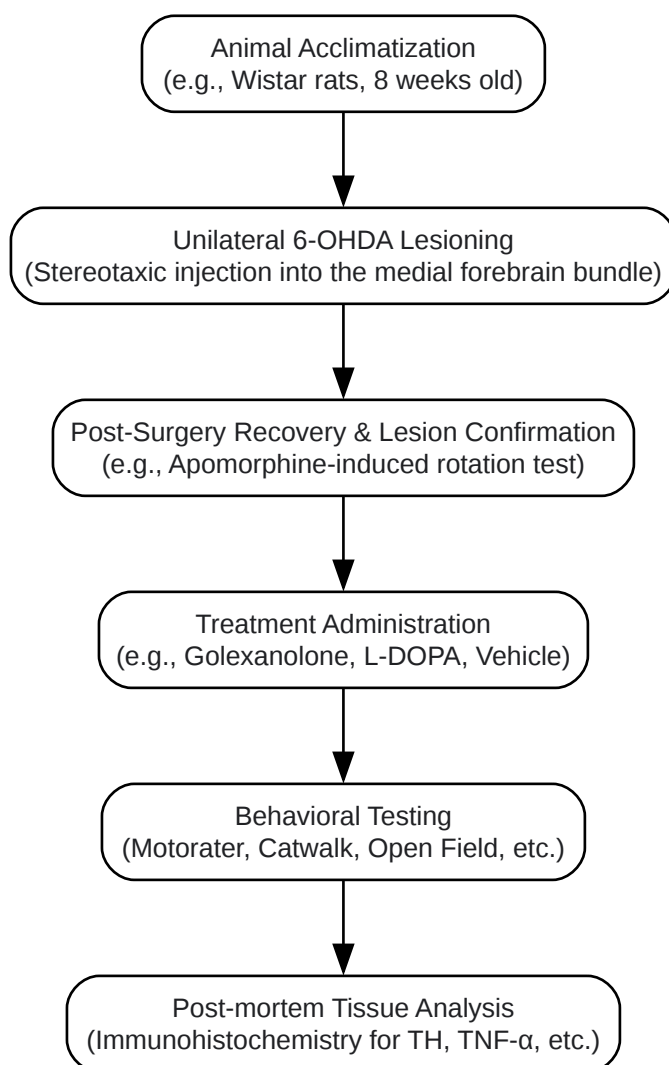 Animal Acclimatization
(e.g., Wistar rats, 8 weeks old)
Unilateral 6-OHDA Lesioning
(Stereotaxic injection into the medial forebrain bundle)
Post-Surgery Recovery & Lesion Confirmation
(e.g., Apomorphine-induced rotation test)
Treatment Administration
(e.g., Golexanolone, L-DOPA, Vehicle)
Behavioral Testing
(Motorater, Catwalk, Open Field, etc.)
Post-mortem Tissue Analysis
(Immunohistochemistry for TH, TNF-α, etc.)